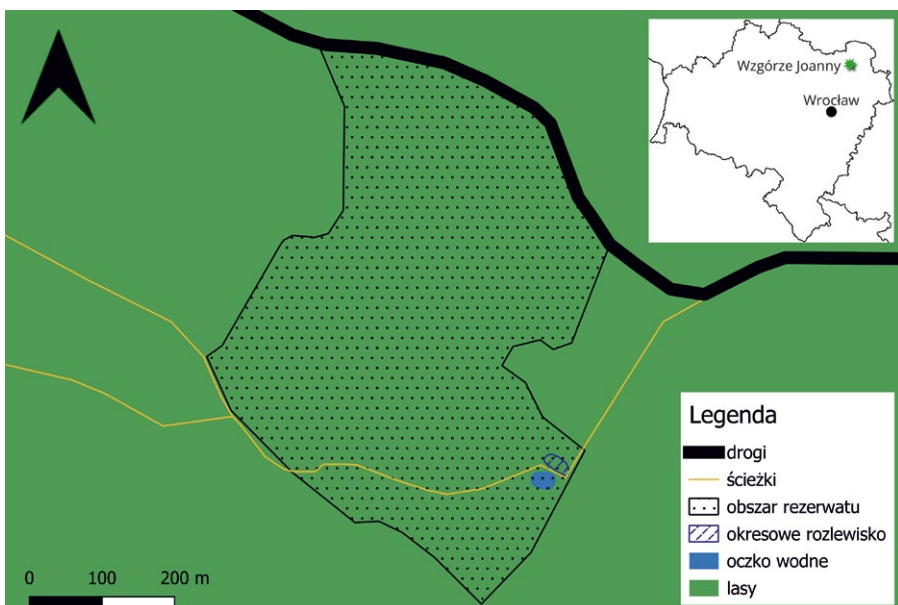 Wzgórze Joanny
Wrocław
Legenda
drogi
ścieżki
obszar rezerwatu
okresowe rozlewisko
oczko wodne
lasy
0 100 200 m